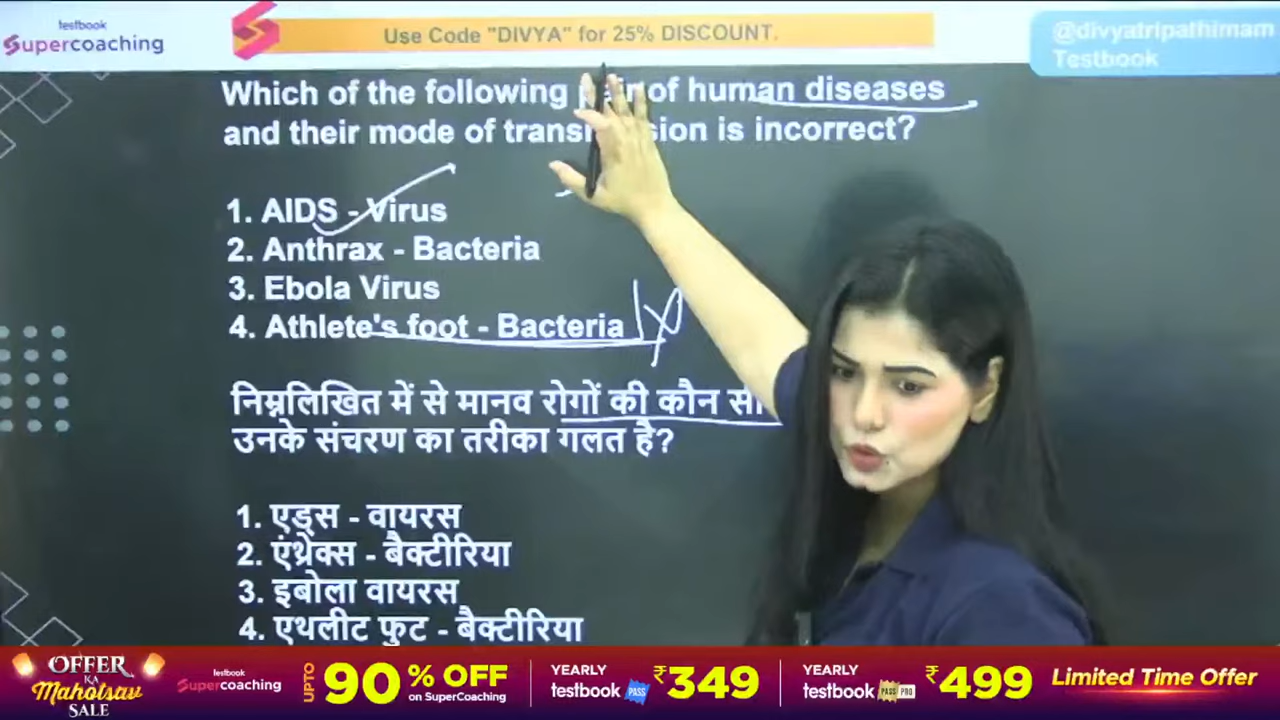 testbook
Supercoaching
Use Code "DIVYA" for 25% DISCOUNT.
@divyatripathimam
Testbook
Which of the following of human diseases
and their mode of is incorrect?
1. AIDS - Virus
2. Anthrax - Bacteria
3. Ebola Virus
4. Athlete's foot - Bacteria
निम्नलिखित में से मानव रोगों की कौन
उनके संचरण का तरीका गलत है?
1. एड्स - वायरस
2. एंथ्रेक्स - बैक्टीरिया
3. इबोला वायरस
4. एथलीट फुट - बैक्टीरिया
OFFER
KA
Mahotsav
SALE
testbook
Supercoaching
UPTO 90% OFF
on SuperCoaching
YEARLY
testbook PASS
₹349
YEARLY
testbook PASS PRO
₹499
Limited Time Offer